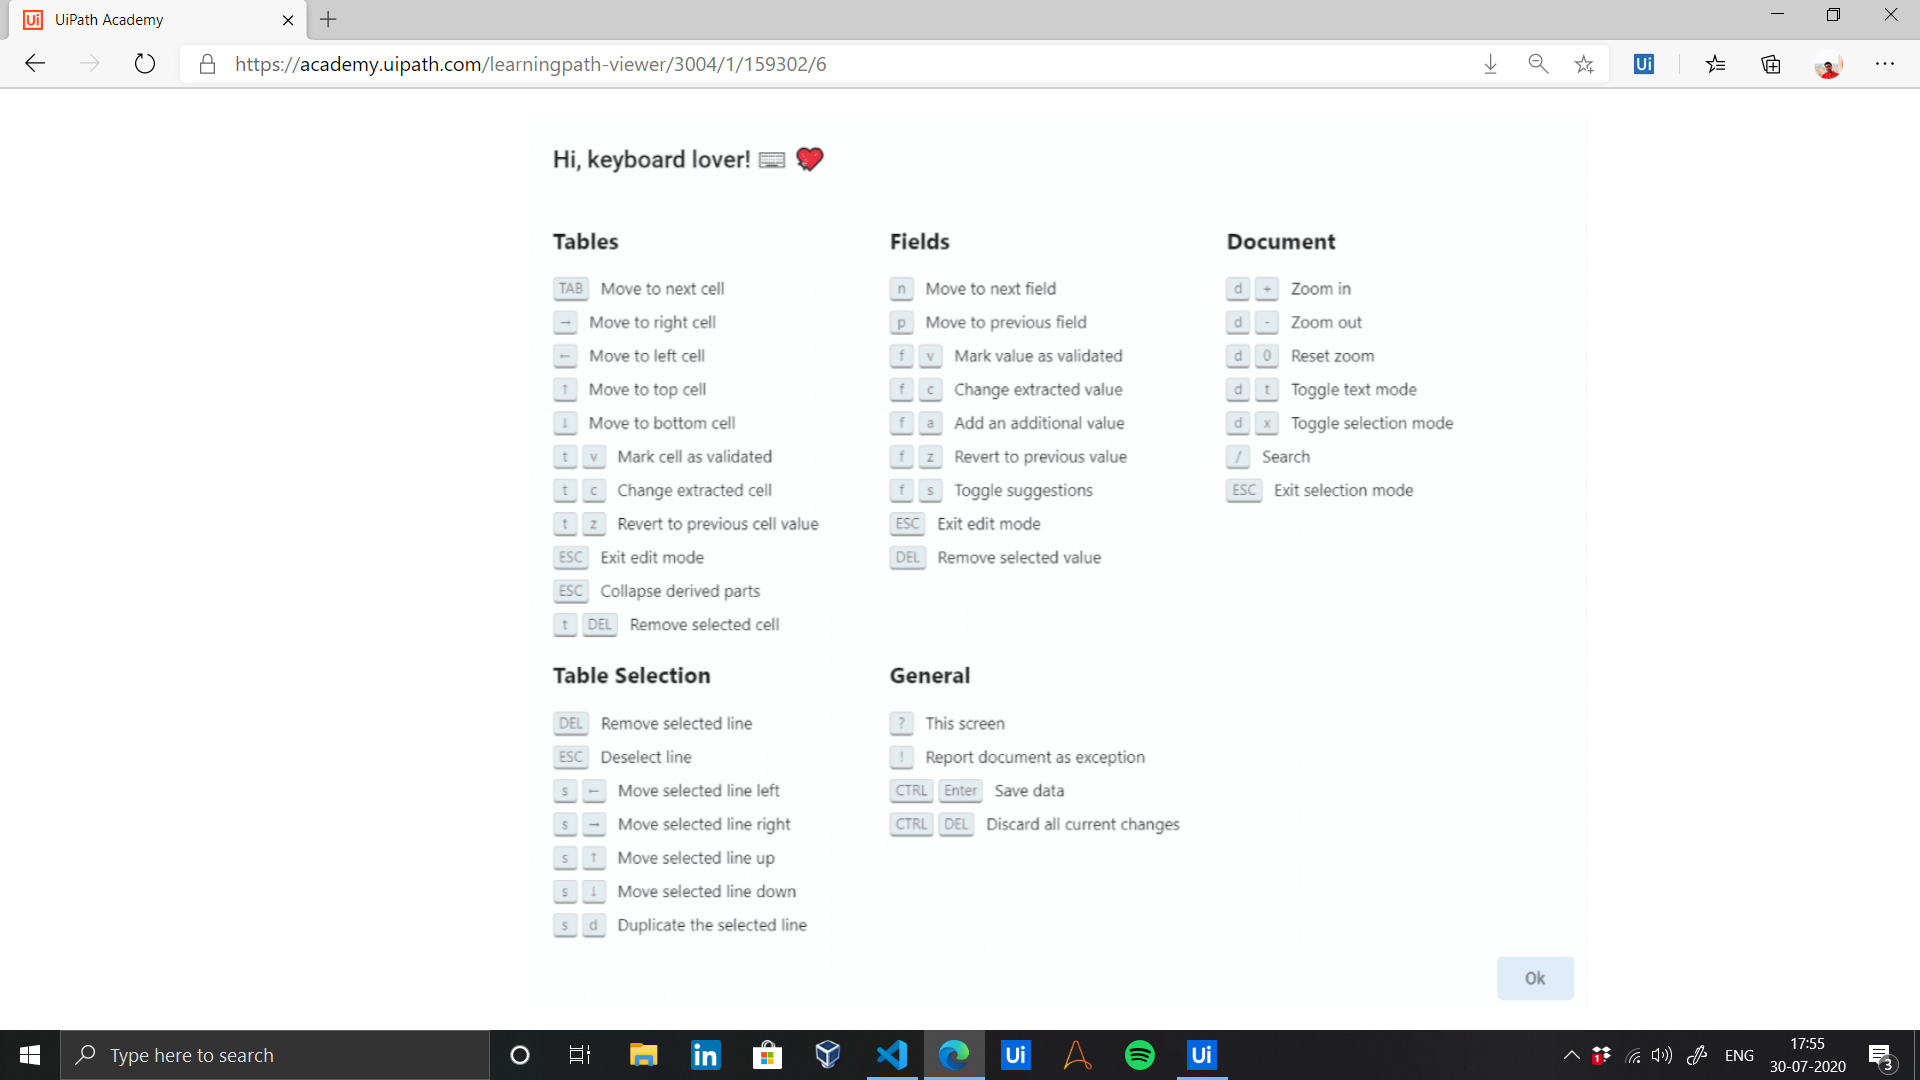 UiPath Academy
https://academy.uipath.com/learningpath-viewer/3004/1/159302/6
Ui
Hi, keyboard lover!
Tables
TAB Move to next cell
→ Move to right cell
← Move to left cell
↑ Move to top cell
↓ Move to bottom cell
t v Mark cell as validated
t c Change extracted cell
t z Revert to previous cell value
ESC Exit edit mode
ESC Collapse derived parts
t DEL Remove selected cell
Fields
n Move to next field
p Move to previous field
f v Mark value as validated
f c Change extracted value
f a Add an additional value
f z Revert to previous value
f s Toggle suggestions
ESC Exit edit mode
DEL Remove selected value
Document
d + Zoom in
d - Zoom out
d 0 Reset zoom
d t Toggle text mode
d x Toggle selection mode
/ Search
ESC Exit selection mode
Table Selection
DEL Remove selected line
ESC Deselect line
s ← Move selected line left
s → Move selected line right
s ↑ Move selected line up
s ↓ Move selected line down
s d Duplicate the selected line
General
? This screen
! Report document as exception
CTRL Enter Save data
CTRL DEL Discard all current changes
Ok
Type here to search
in
Ui
Ui
1
ENG
17:55
30-07-2020
3